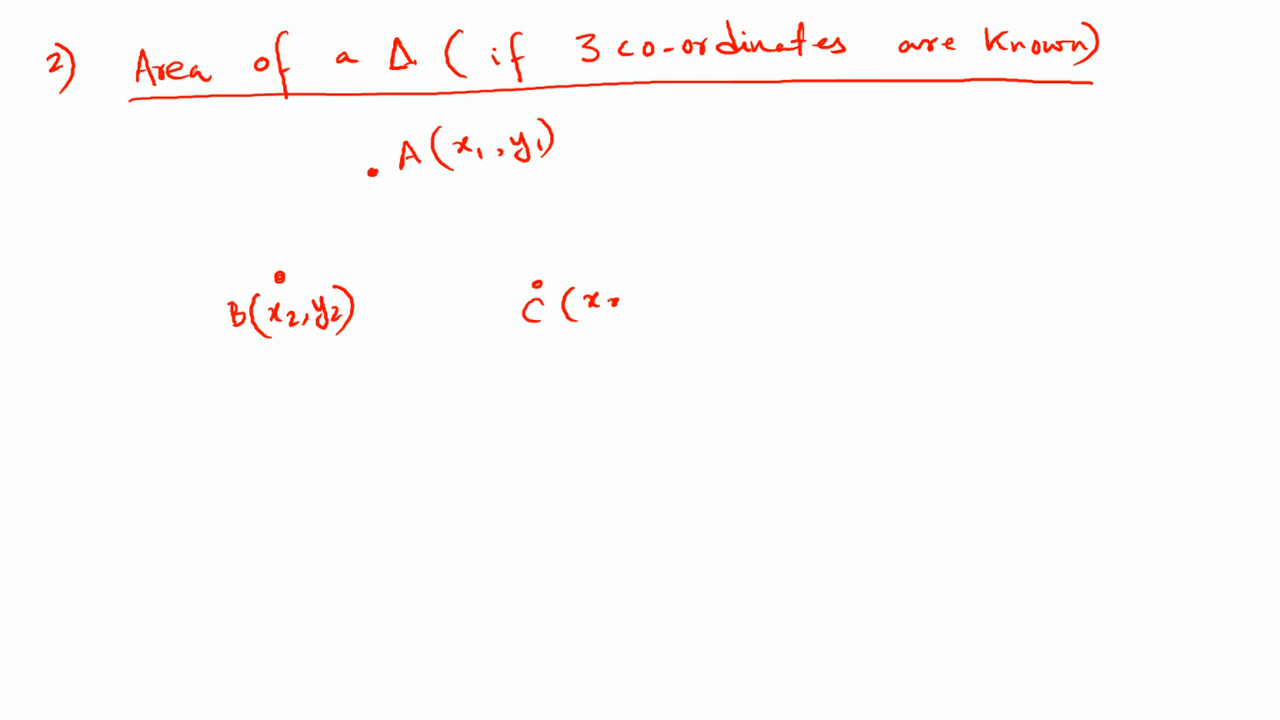 2) Area of a Δ ( if 3 co-ordinates are known)
. A(x₁, y₁)
B(x₂, y₂) C (x